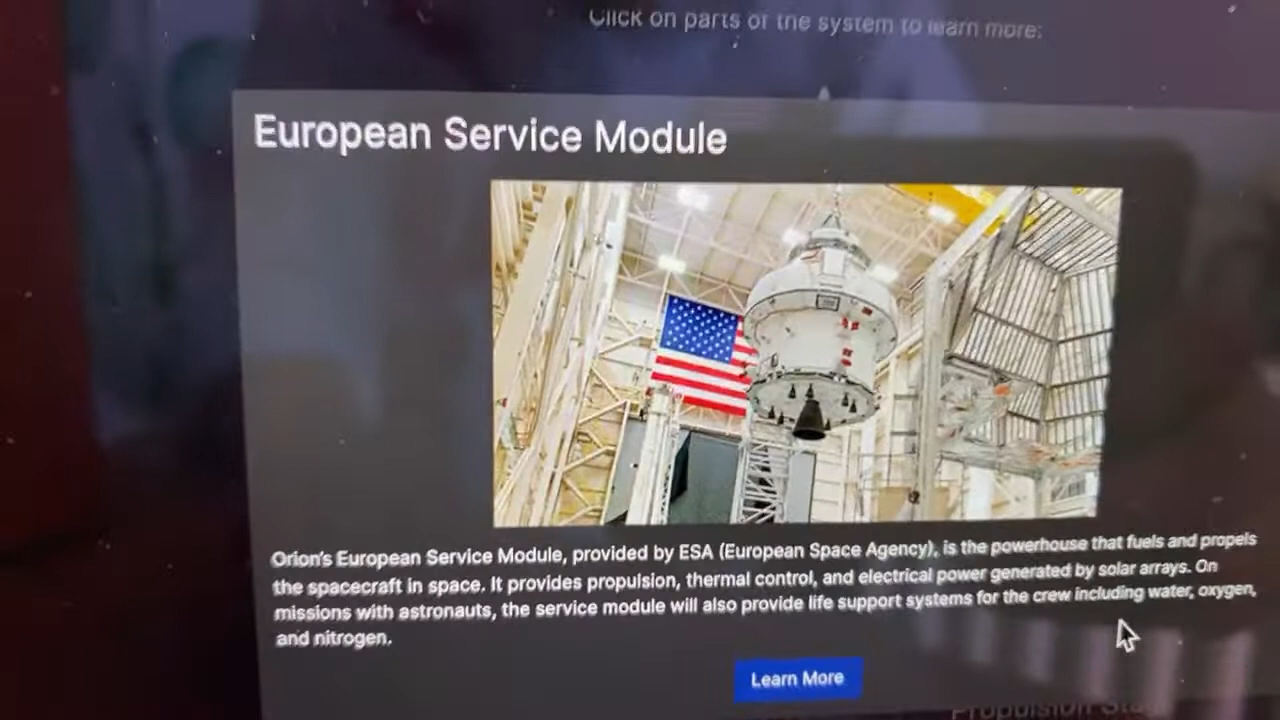 Click on parts of the system to learn more:
European Service Module
Orion's European Service Module, provided by ESA (European Space Agency), is the powerhouse that fuels and propels
the spacecraft in space. It provides propulsion, thermal control, and electrical power generated by solar arrays. On
missions with astronauts, the service module will also provide life support systems for the crew including water, oxygen,
and nitrogen.
Learn More
Propulsion